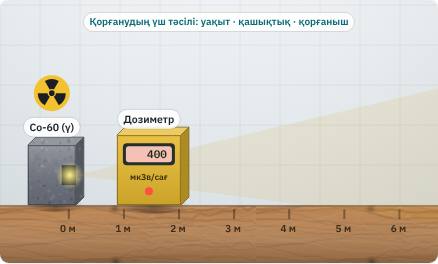 Қорғанудың үш тәсілі: уақыт · қашықтық · қорғаныш
Co-60 (γ)
Дозиметр
400
мкЗв/сағ
0 м 1 м 2 м 3 м 4 м 5 м 6 м